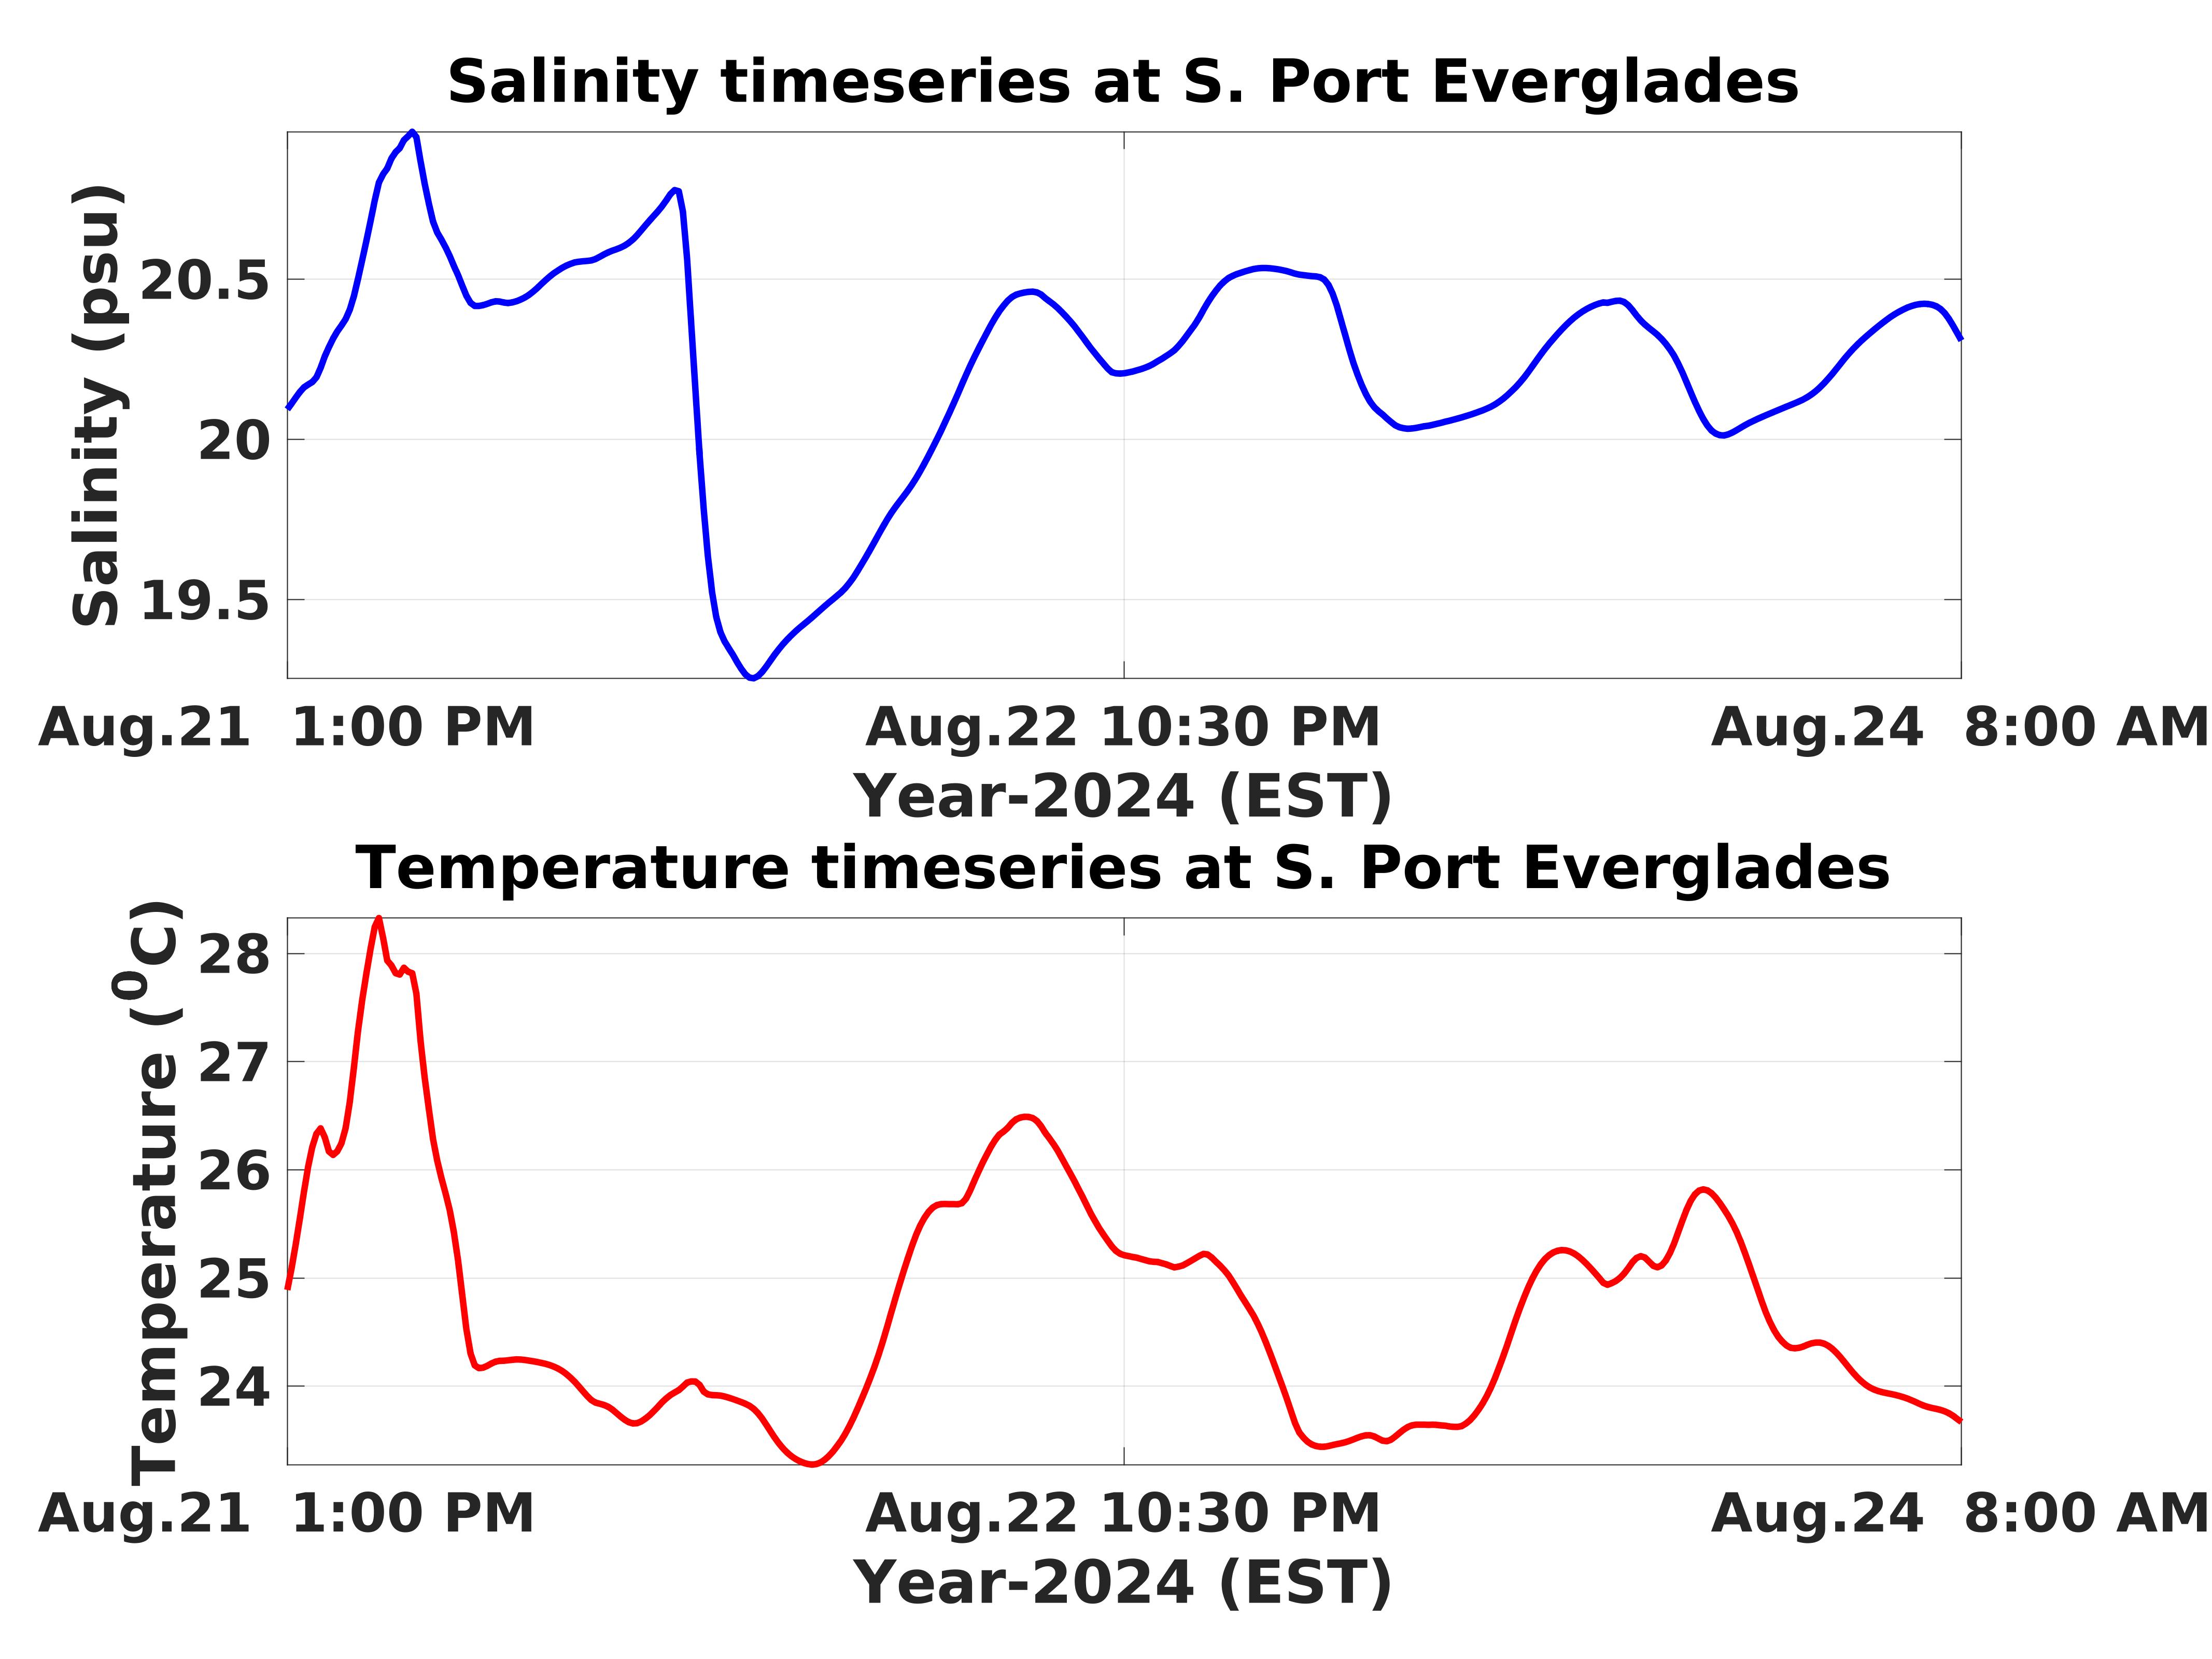 Salinity timeseries at S. Port Everglades
Salinity (psu)
20.5
20
19.5
Aug.21  1:00 PM
Aug.22 10:30 PM
Aug.24  8:00 AM
Year-2024 (EST)
Temperature timeseries at S. Port Everglades
Temperature (⁰C)
28
27
26
25
24
Aug.21  1:00 PM
Aug.22 10:30 PM
Aug.24  8:00 AM
Year-2024 (EST)